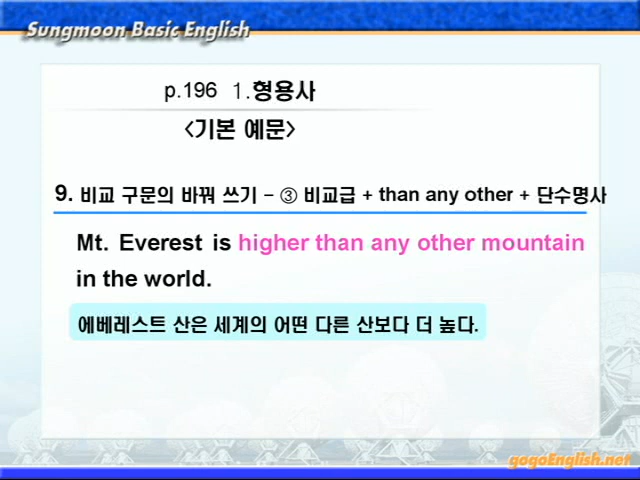 Sungmoon Basic English
p.196 1.형용사
<기본 예문>
9. 비교 구문의 바꿔 쓰기 - ③ 비교급 + than any other + 단수명사
Mt. Everest is higher than any other mountain
in the world.
에베레스트 산은 세계의 어떤 다른 산보다 더 높다.
gogoEnglish.net